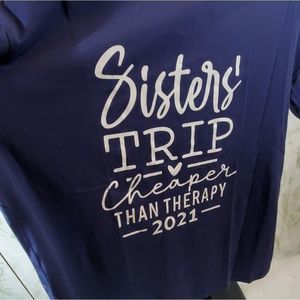 Sisters'
TRIP
Cheaper
THAN THERAPY
2021